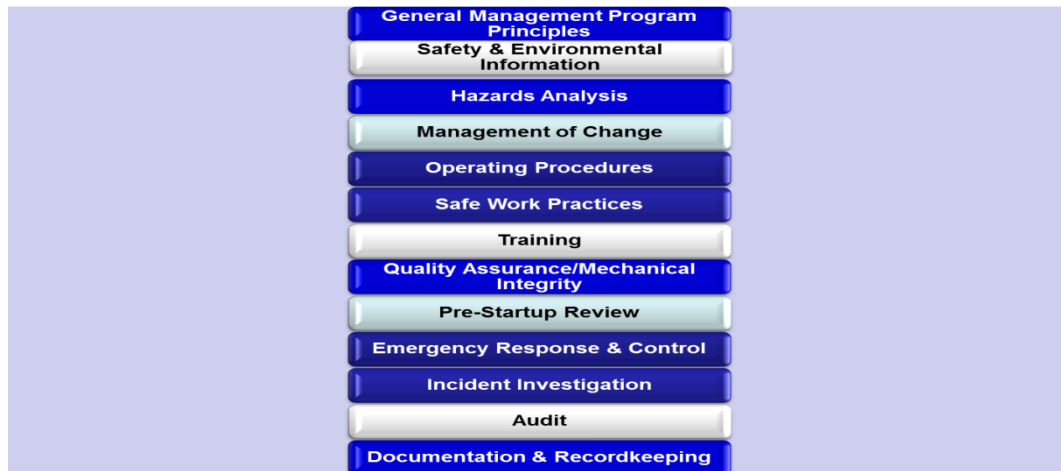 General Management Program
Principles
Safety & Environmental
Information
Hazards Analysis
Management of Change
Operating Procedures
Safe Work Practices
Training
Quality Assurance/Mechanical
Integrity
Pre-Startup Review
Emergency Response & Control
Incident Investigation
Audit
Documentation & Recordkeeping